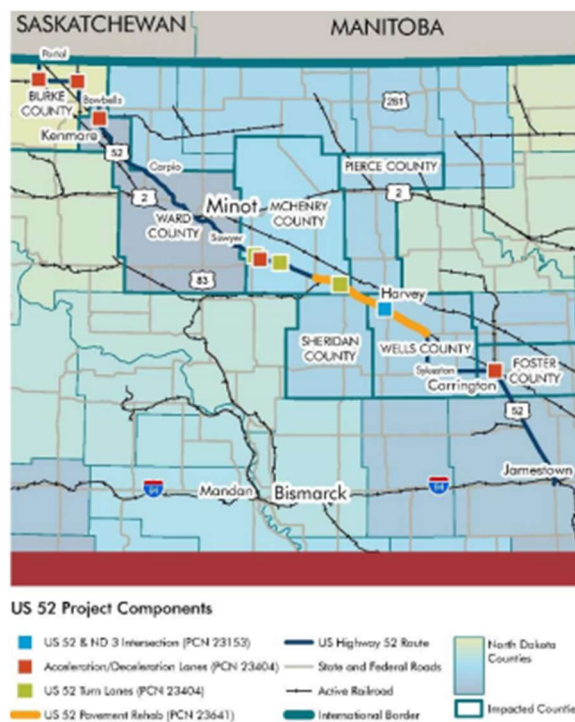 SASKATCHEWAN
MANITOBA
Portal
BURKE
COUNTY
Bowbells
Kenmare
281
52
Carpio
PIERCE COUNTY
2
2
WARD
COUNTY
Minot
MCHENRY
COUNTY
Sawyer
83
Harvey
SHERIDAN
COUNTY
WELLS COUNTY
Sykeston
FOSTER
COUNTY
Carrington
52
Jamestown
94
Mandan
Bismarck
94
US 52 Project Components
US 52 & ND 3 Intersection (PCN 23153)
Acceleration/Deceleration Lanes (PCN 23404)
US 52 Turn Lanes (PCN 23404)
US 52 Pavement Rehab (PCN 23641)
US Highway 52 Route
State and Federal Roads
Active Railroad
International Border
North Dakota
Counties
Impacted Countie